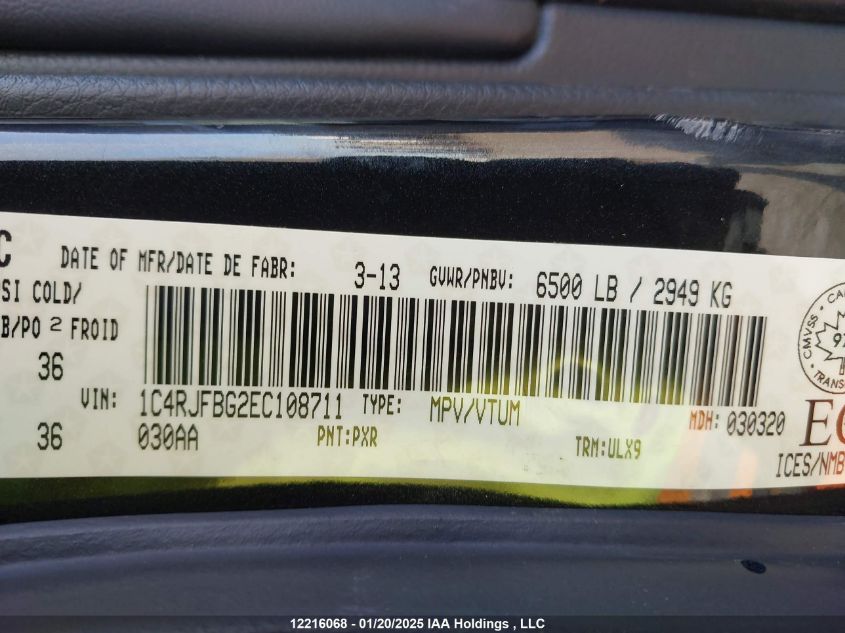 C DATE OF MFR/DATE DE FABR: 3-13 GVWR/PNBV: 6500 LB / 2949 KG
SI COLD/
B/PO 2 FROID
36
VIN: 1C4RJFBG2EC108711 TYPE: MPV/VTUM MDH: 030320
36 030AA PNT:PXR TRM:ULX9
CMVSS
TRANS
EC
ICES/NMB
12216068 - 01/20/2025 IAA Holdings , LLC